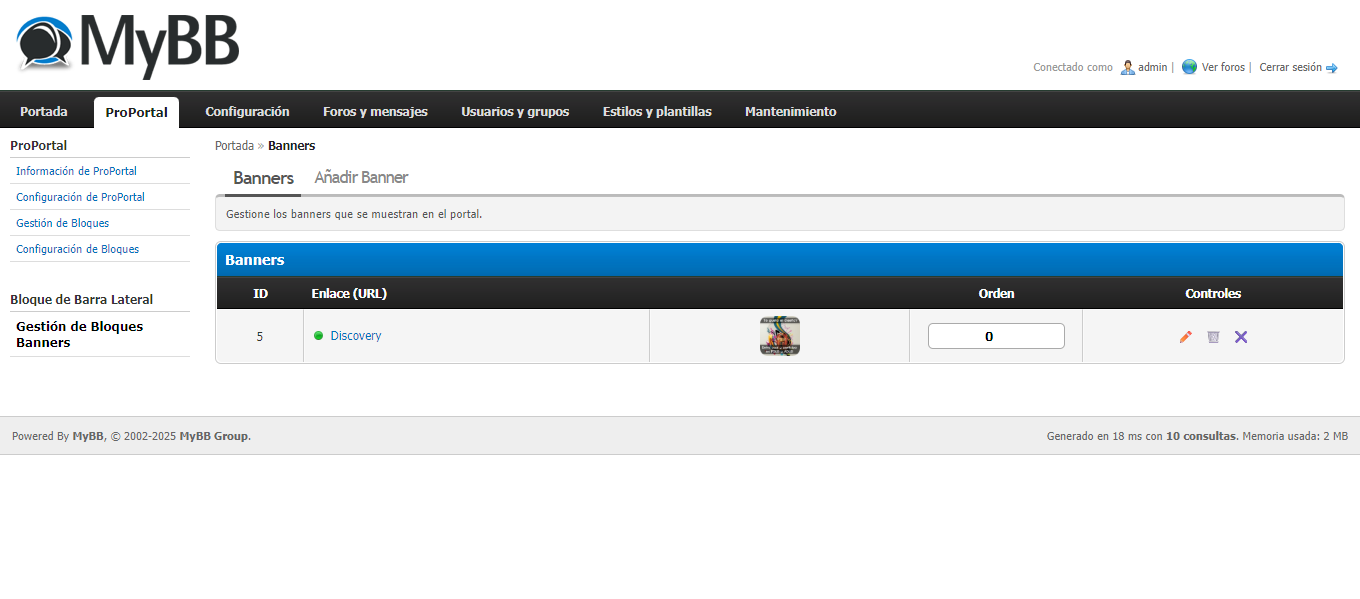 MyBB
Conectado como admin | Ver foros | Cerrar sesión
Portada ProPortal Configuración Foros y mensajes Usuarios y grupos Estilos y plantillas Mantenimiento
ProPortal
Información de ProPortal
Configuración de ProPortal
Gestión de Bloques
Configuración de Bloques
Bloque de Barra Lateral
Gestión de Bloques
Banners
Portada » Banners
Banners Añadir Banner
Gestione los banners que se muestran en el portal.
Banners
ID Enlace (URL) Orden Controles
5 Discovery 0
Powered By MyBB, © 2002-2025 MyBB Group.
Generado en 18 ms con 10 consultas. Memoria usada: 2 MB